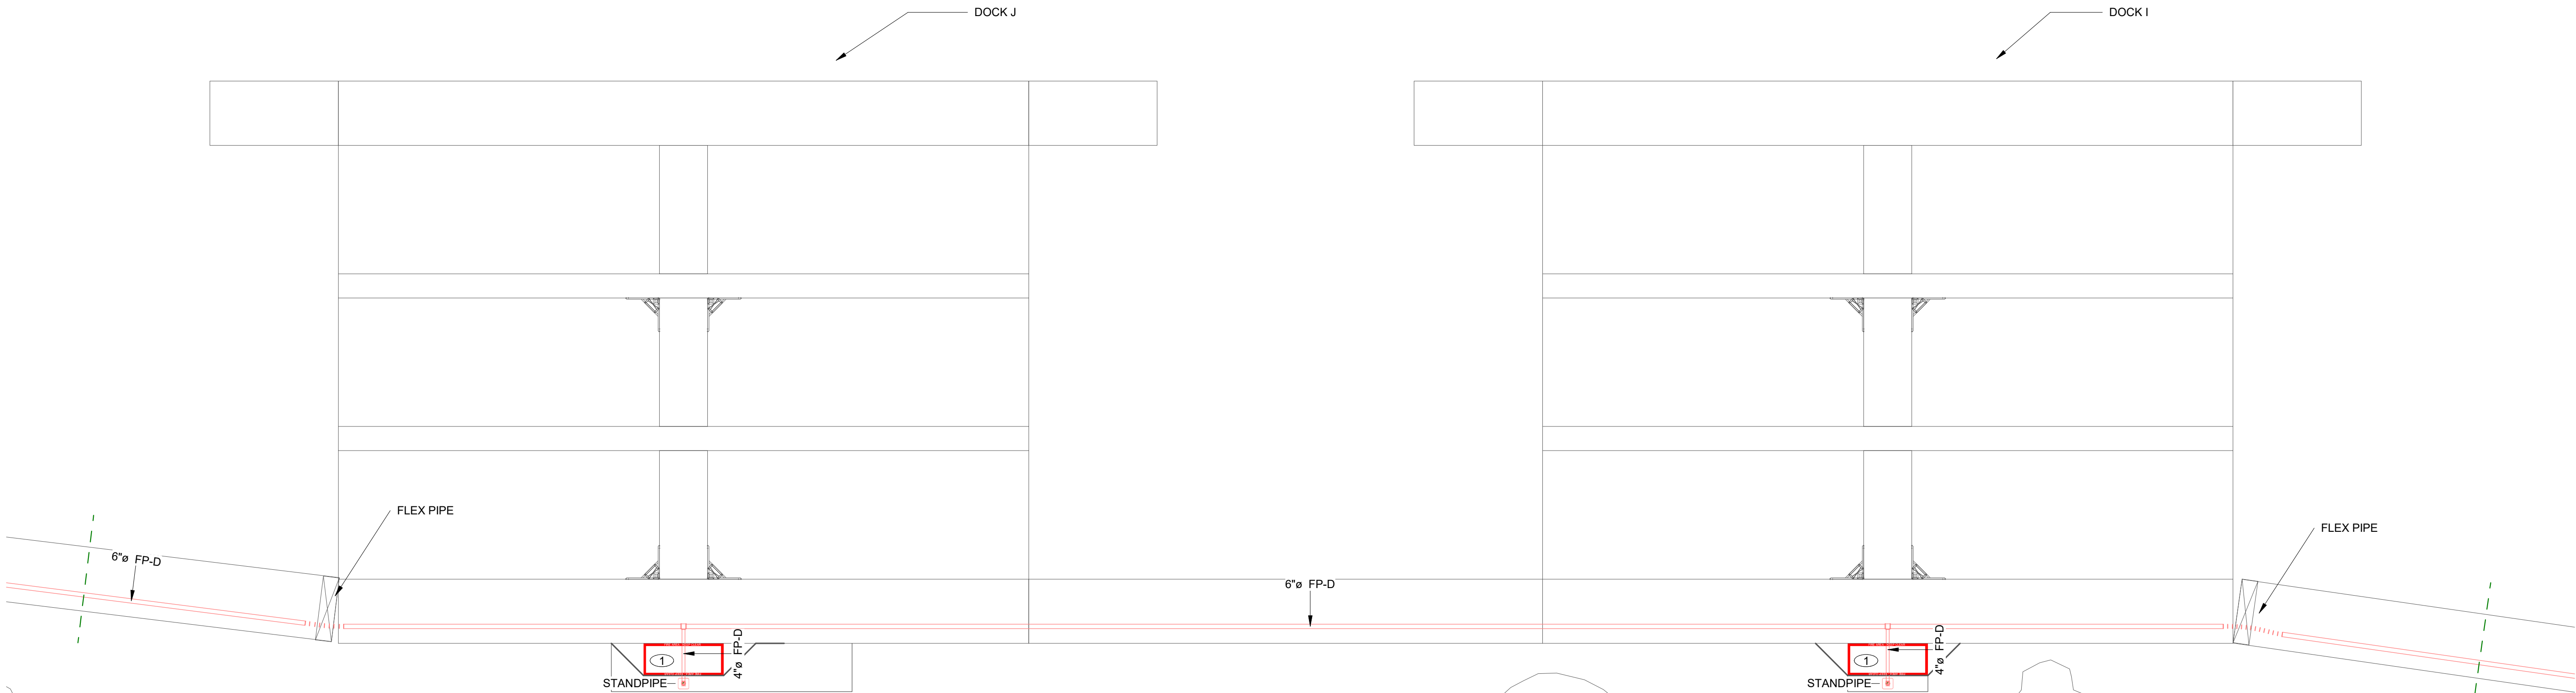 DOCK J
DOCK I
FLEX PIPE
FLEX PIPE
6"ø FP-D
6"ø FP-D
4"ø FP-D
4"ø FP-D
1
1
STANDPIPE
STANDPIPE